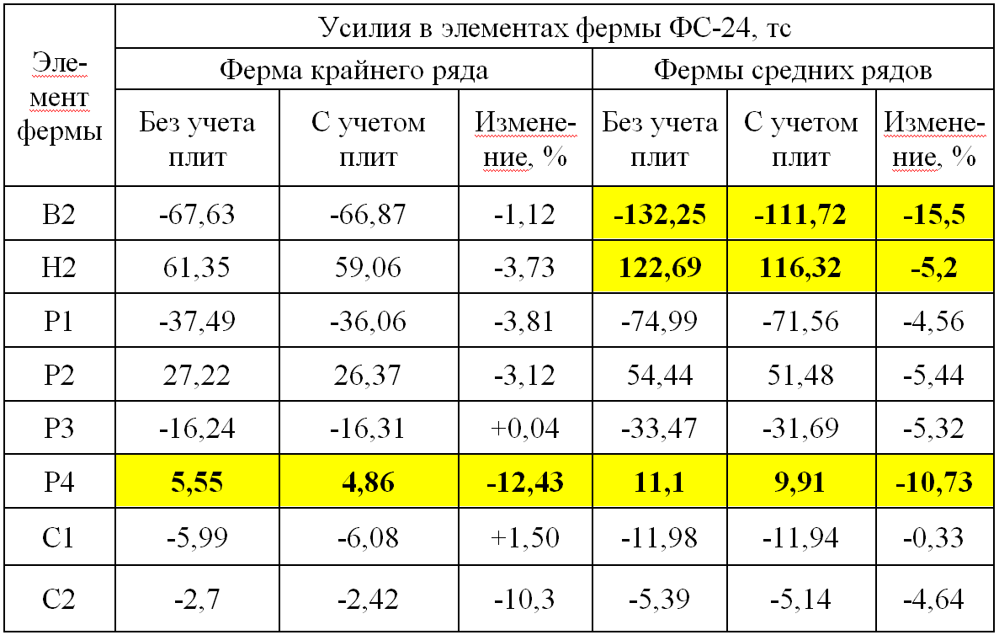 Усилия в элементах фермы ФС-24, тс
Эле-
мент
фермы
Ферма крайнего ряда
Фермы средних рядов
Без учета
плит
С учетом
плит
Измене-
ние, %
Без учета
плит
С учетом
плит
Измене-
ние, %
В2 -67,63 -66,87 -1,12 -132,25 -111,72 -15,5
Н2 61,35 59,06 -3,73 122,69 116,32 -5,2
Р1 -37,49 -36,06 -3,81 -74,99 -71,56 -4,56
Р2 27,22 26,37 -3,12 54,44 51,48 -5,44
Р3 -16,24 -16,31 +0,04 -33,47 -31,69 -5,32
Р4 5,55 4,86 -12,43 11,1 9,91 -10,73
С1 -5,99 -6,08 +1,50 -11,98 -11,94 -0,33
С2 -2,7 -2,42 -10,3 -5,39 -5,14 -4,64